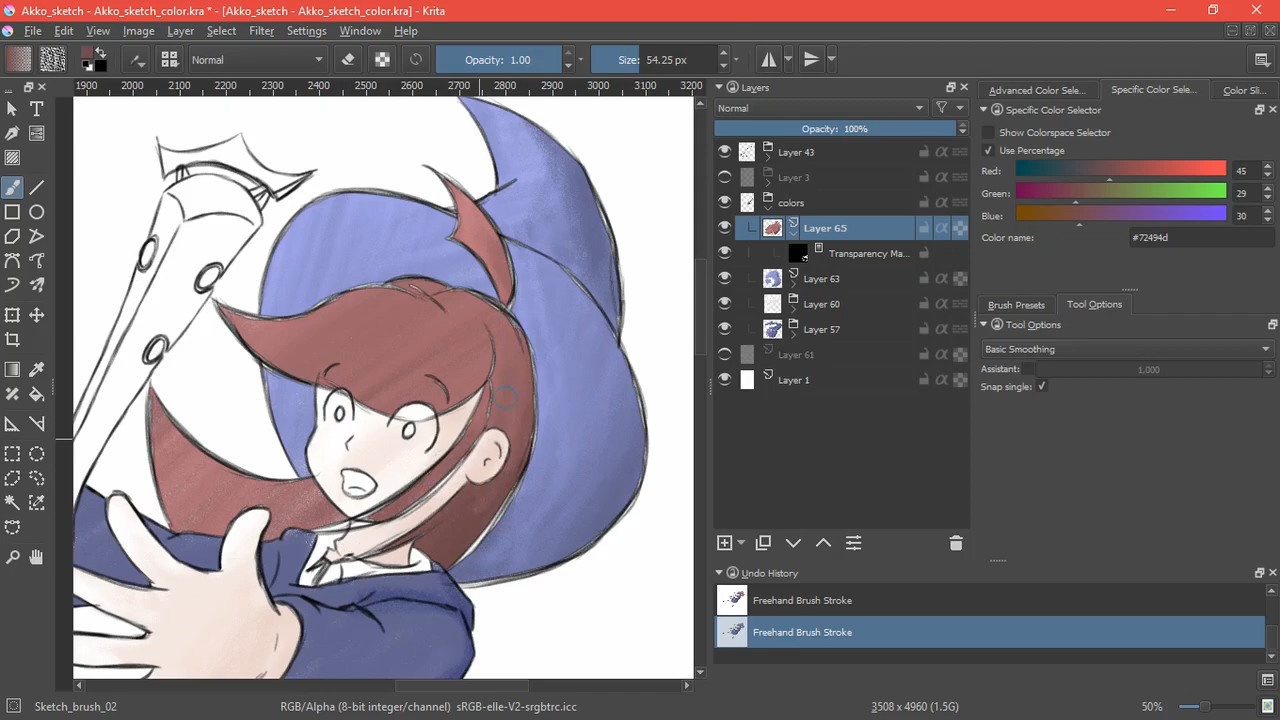 Akko_sketch - Akko_sketch_color.kra * - [Akko_sketch_color.kra] - Krita
File Edit View Image Layer Select Filter Settings Window Help
Normal Opacity: 1.00 Size: 54.25 px
1900 2000 2100 2200 2300 2400 2500 2600 2700 2800 2900 3000 3100 3200
Layers
Normal
Opacity: 100%
Layer 43
Layer 3
colors
Layer 65
Transparency Ma...
Layer 63
Layer 60
Layer 57
Layer 61
Layer 1
Undo History
Freehand Brush Stroke
Freehand Brush Stroke
Advanced Color Sele... Specific Color Sele... Color Sli...
Specific Color Selector
Show Colorspace Selector
Use Percentage
Red: 45
Green: 29
Blue: 30
Color name: #72494d
Brush Presets Tool Options
Tool Options
Basic Smoothing
Assistant: 1,000
Snap single:
Sketch_brush_02 RGB/Alpha (8-bit integer/channel) sRGB-elle-V2-srgbtrc.icc 3508 x 4960 (1.5G) 50%